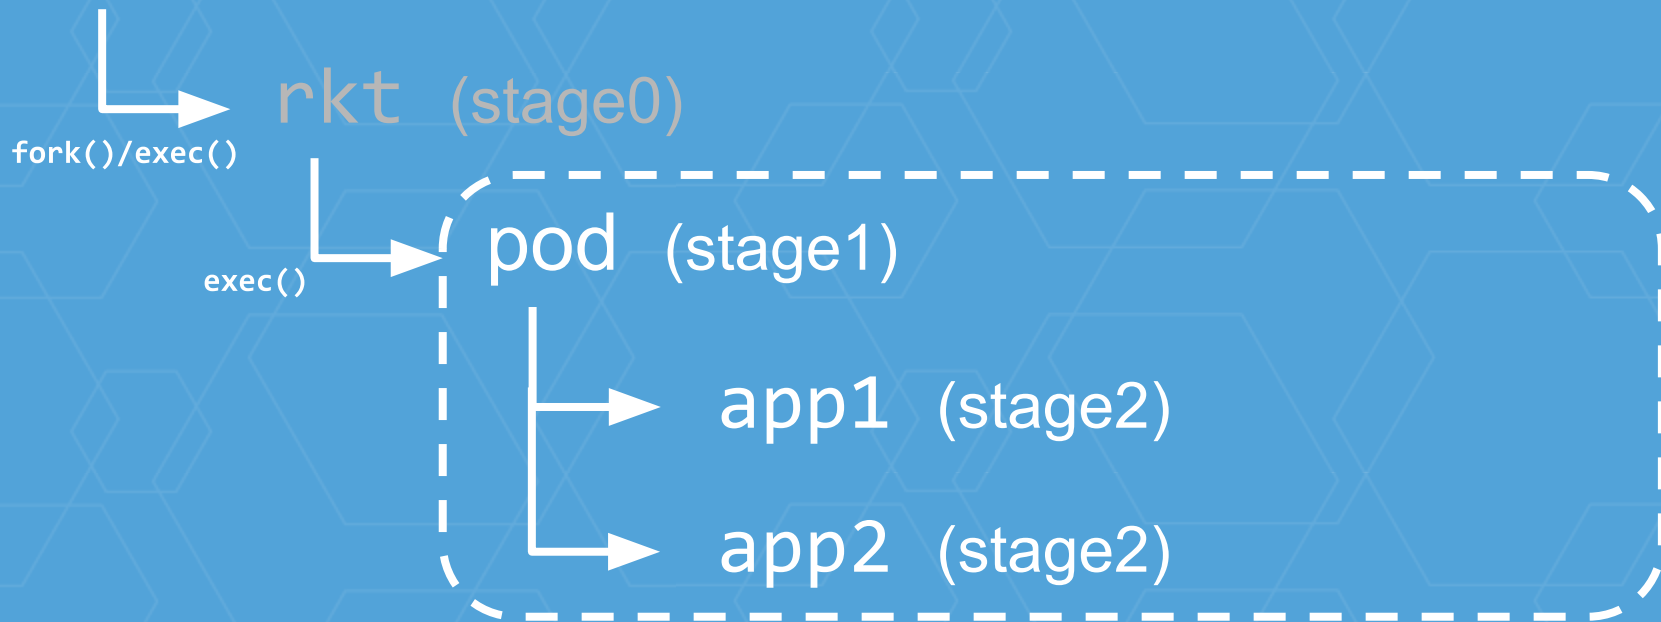 rkt (stage0)
fork()/exec()
pod (stage1)
exec()
app1 (stage2)
app2 (stage2)